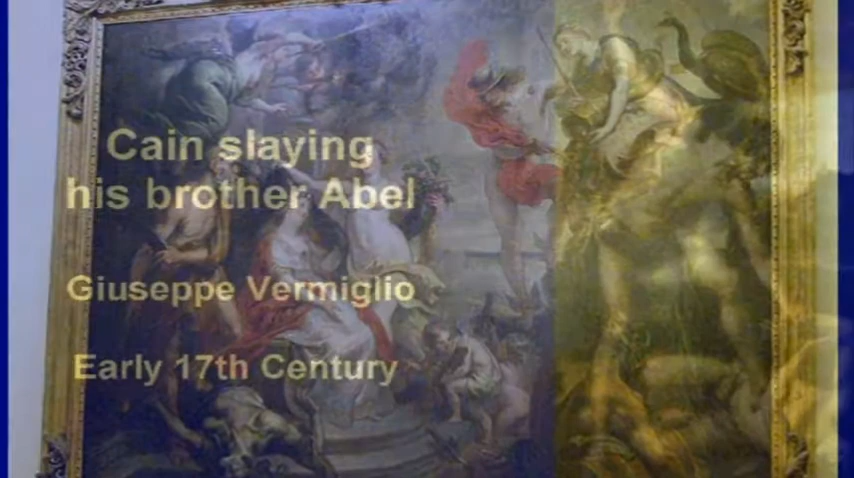 Cain slaying
his brother Abel
Giuseppe Vermiglio
Early 17th Century